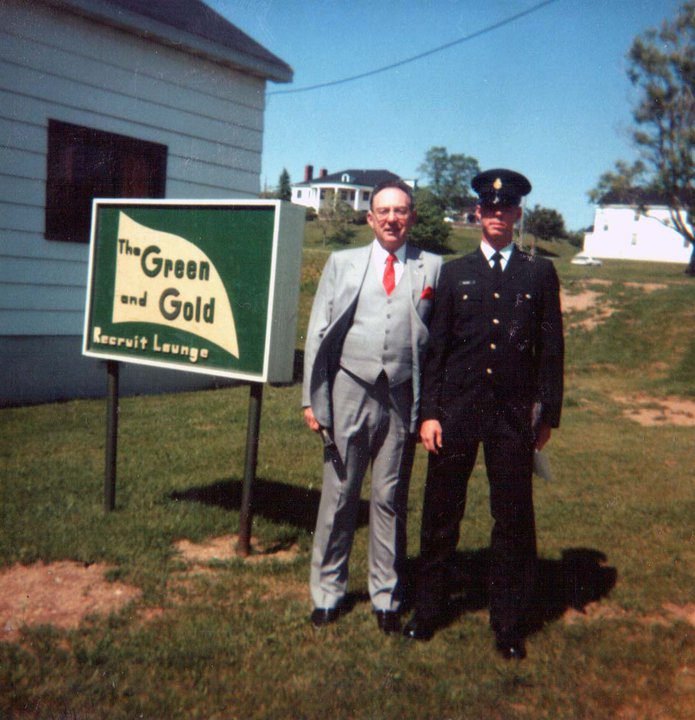 The
Green
and Gold
Recruit Lounge